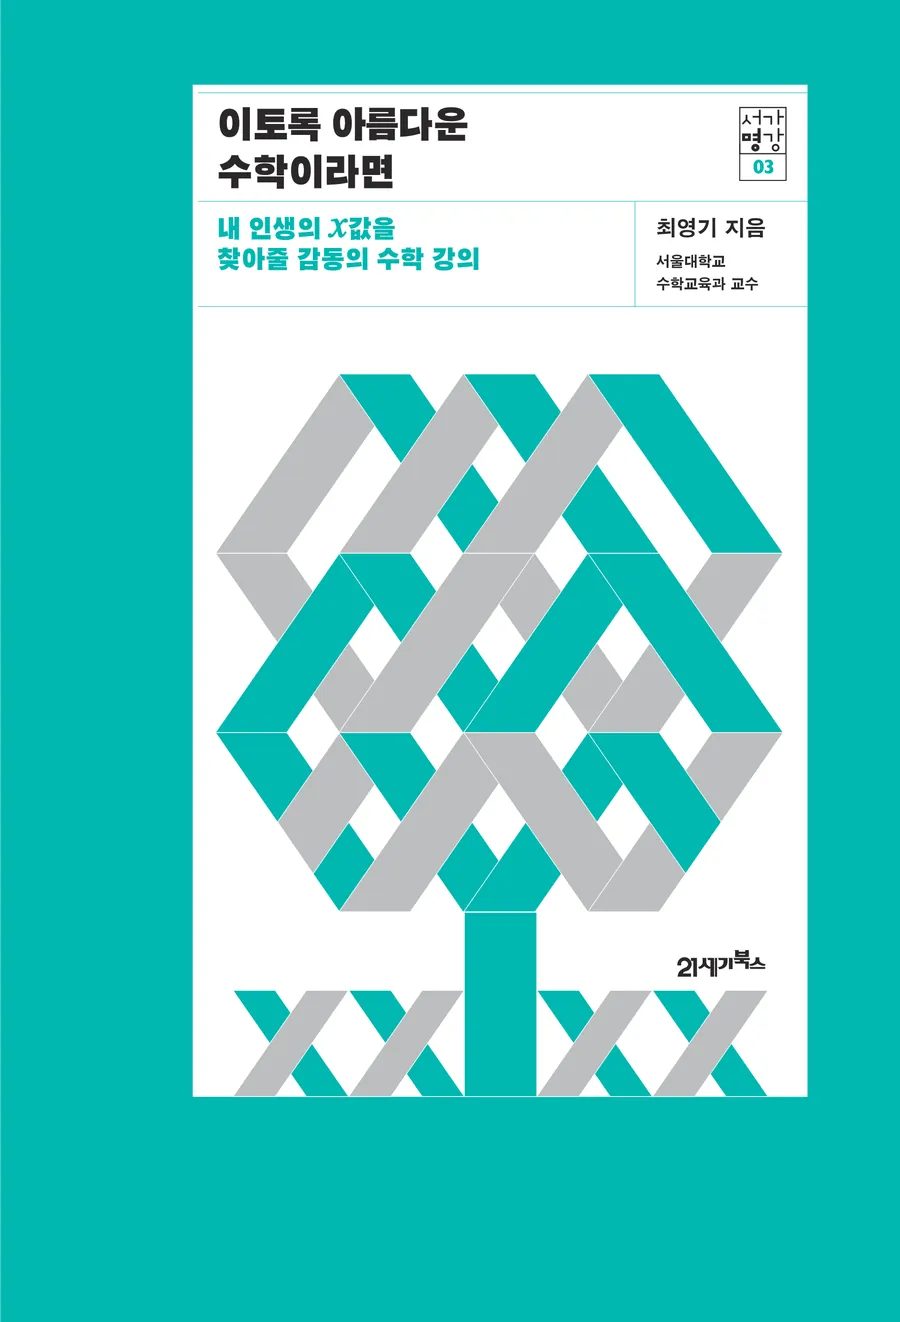 이토록 아름다운
수학이라면
서가
명강
03
내 인생의 x값을
찾아줄 감동의 수학 강의
최영기 지음
서울대학교
수학교육과 교수
21세기북스